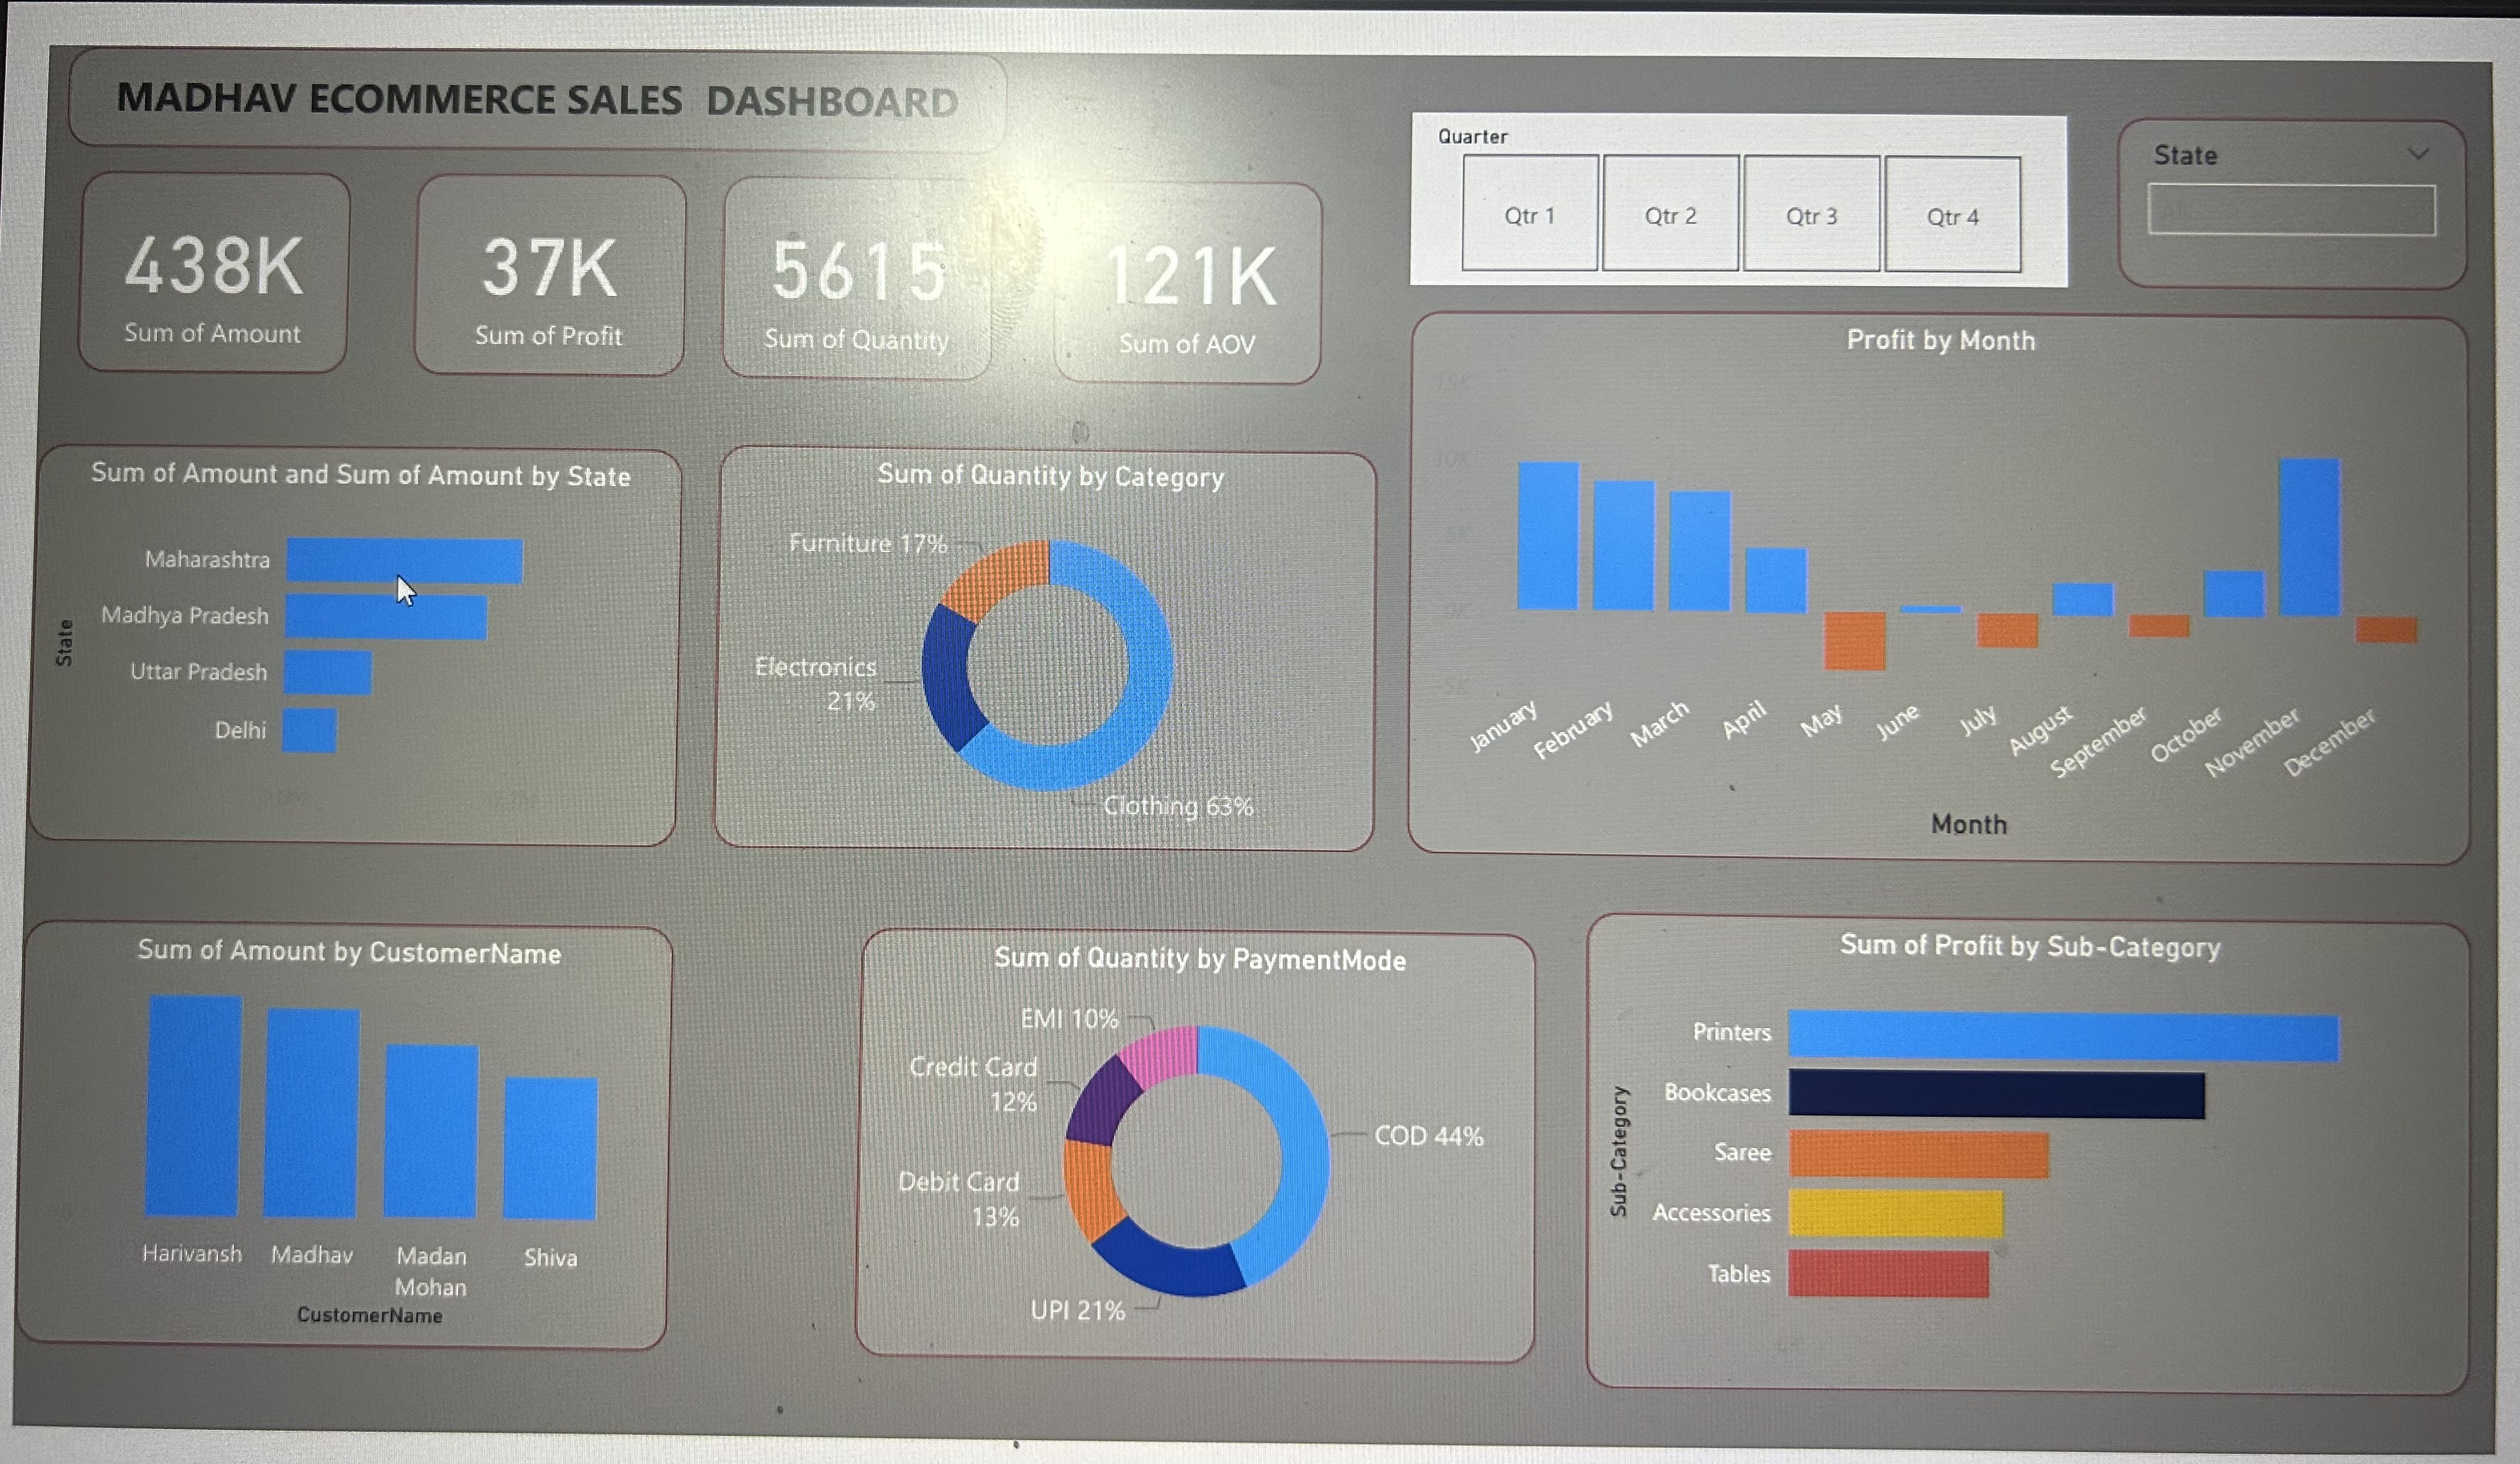 MADHAV ECOMMERCE SALES DASHBOARD
Quarter
Qtr 1
Qtr 2
Qtr 3
Qtr 4
State
438K
Sum of Amount
37K
Sum of Profit
5615
Sum of Quantity
121K
Sum of AOV
Sum of Amount and Sum of Amount by State
State
Maharashtra
Madhya Pradesh
Uttar Pradesh
Delhi
Sum of Quantity by Category
Furniture 17%
Electronics
21%
Clothing 63%
Profit by Month
15K
10K
5K
0K
-5K
January
February
March
April
May
June
July
August
September
October
November
December
Month
Sum of Amount by CustomerName
Harivansh
Madhav
Madan
Mohan
Shiva
CustomerName
Sum of Quantity by PaymentMode
EMI 10%
Credit Card
12%
Debit Card
13%
UPI 21%
COD 44%
Sum of Profit by Sub-Category
Sub-Category
Printers
Bookcases
Saree
Accessories
Tables